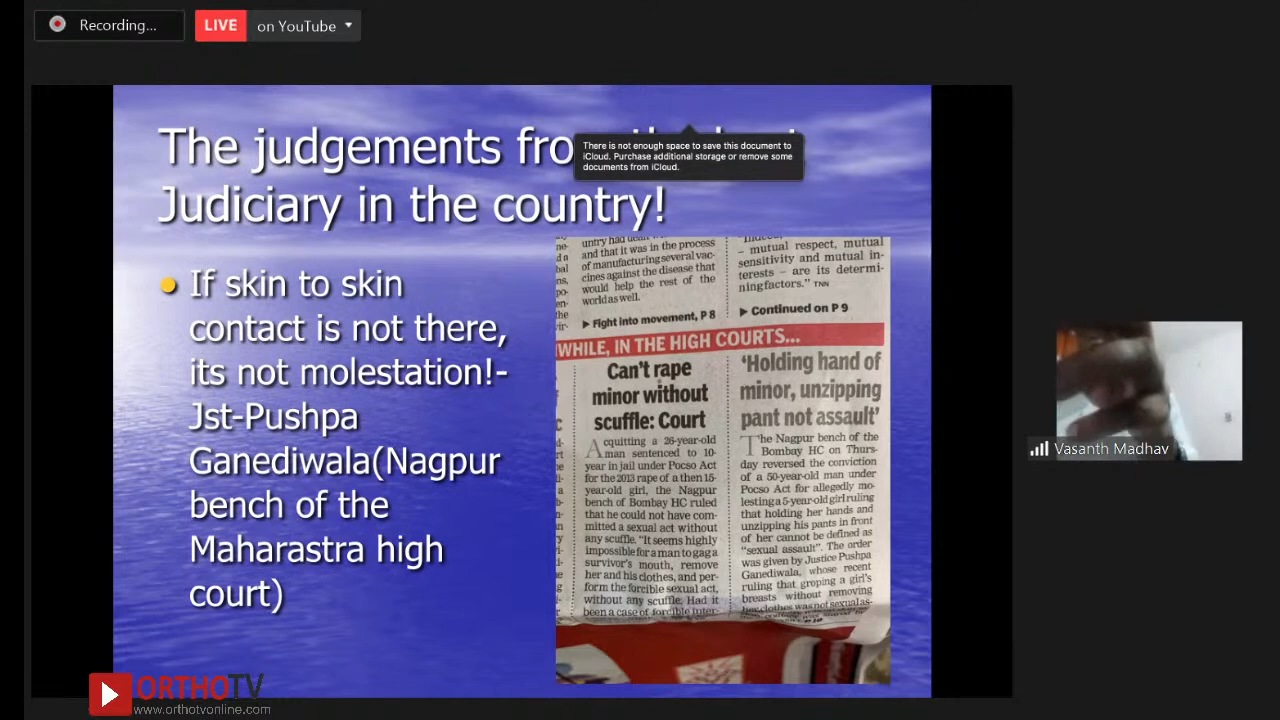 Recording...
LIVE on YouTube
The judgements fro
Judiciary in the country!
There is not enough space to save this document to
iCloud. Purchase additional storage or remove some
documents from iCloud.
If skin to skin
contact is not there,
its not molestation!-
Jst-Pushpa
Ganediwala(Nagpur
bench of the
Maharastra high
court)
and that it was in the process
of manufacturing several vac-
cines against the disease that
would help the rest of the
world as well.
Fight into movement, P 8
– mutual respect, mutual
sensitivity and mutual in-
terests – are its determi-
ning factors." TNN
Continued on P 9
WHILE, IN THE HIGH COURTS...
Can't rape
minor without
scuffle: Court
Acquitting a 26-year-old
man sentenced to 10-
year in jail under Pocso Act
for the 2013 rape of a then 15-
year-old girl, the Nagpur
bench of Bombay HC ruled
that he could not have com-
mitted a sexual act without
any scuffle. "It seems highly
impossible for a man to gag a
survivor's mouth, remove
her and his clothes, and per-
form the forcible sexual act,
without any scuffle. Had it
been a case of forcible inter-
'Holding hand of
minor, unzipping
pant not assault'
The Nagpur bench of the
Bombay HC on Thurs-
day reversed the conviction
of a 50-year-old man under
Pocso Act for allegedly mo-
lesting a 5-year-old girl ruling
that holding her hands and
unzipping his pants in front
of her cannot be defined as
"sexual assault". The order
was given by Justice Pushpa
Ganediwala, whose recent
ruling that groping a girl's
breasts without removing
her clothes was not sexual as-
Vasanth Madhav
ORTHOTV
www.orthotvonline.com